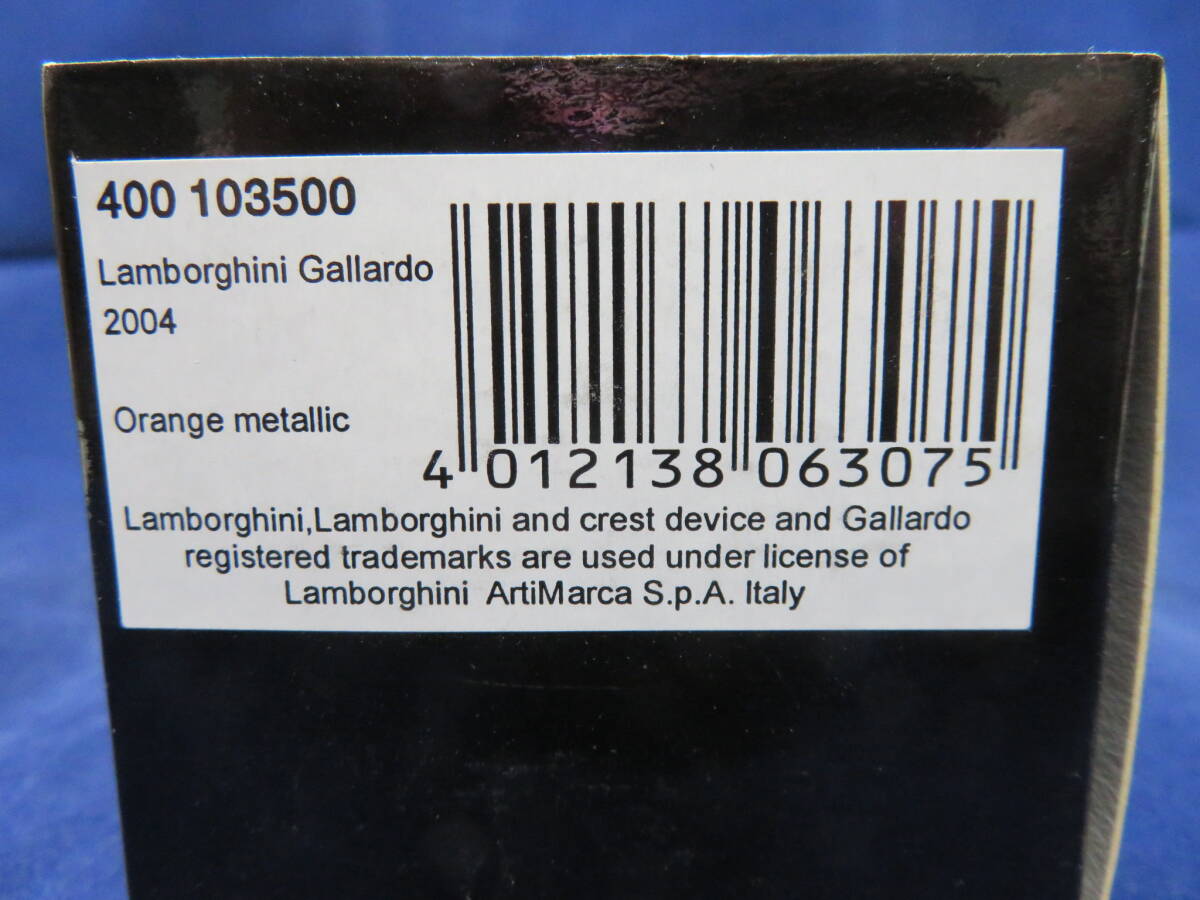 400 103500
Lamborghini Gallardo
2004
Orange metallic
4 012138 063075
Lamborghini,Lamborghini and crest device and Gallardo
registered trademarks are used under license of
Lamborghini ArtiMarca S.p.A. Italy